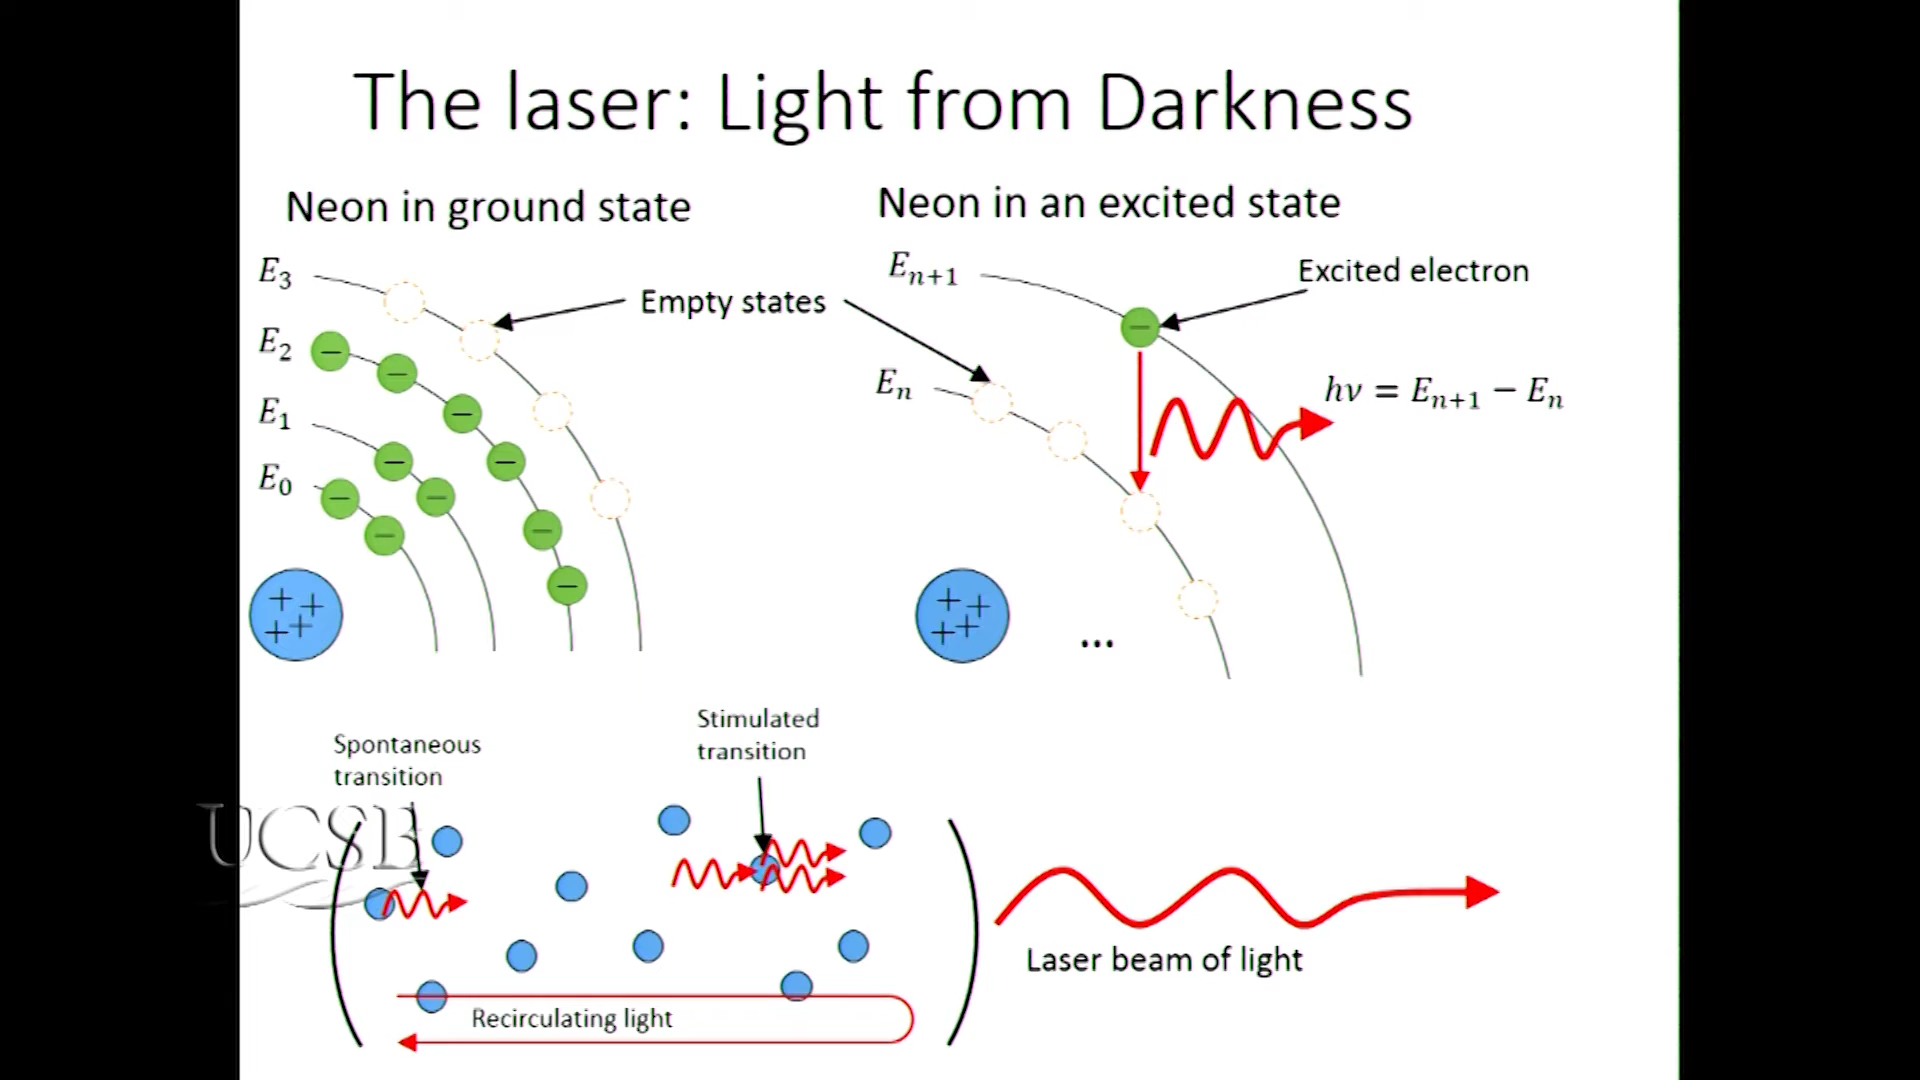 The laser: Light from Darkness
Neon in ground state
Neon in an excited state
E₃
E₂
E₁
E₀
Empty states
Eₙ₊₁
Eₙ
Excited electron
hν = Eₙ₊₁ − Eₙ
− − − − − − − − − −
+ + + +
−
+ + + +
...
Spontaneous
transition
Stimulated
transition
UCSB
Recirculating light
Laser beam of light